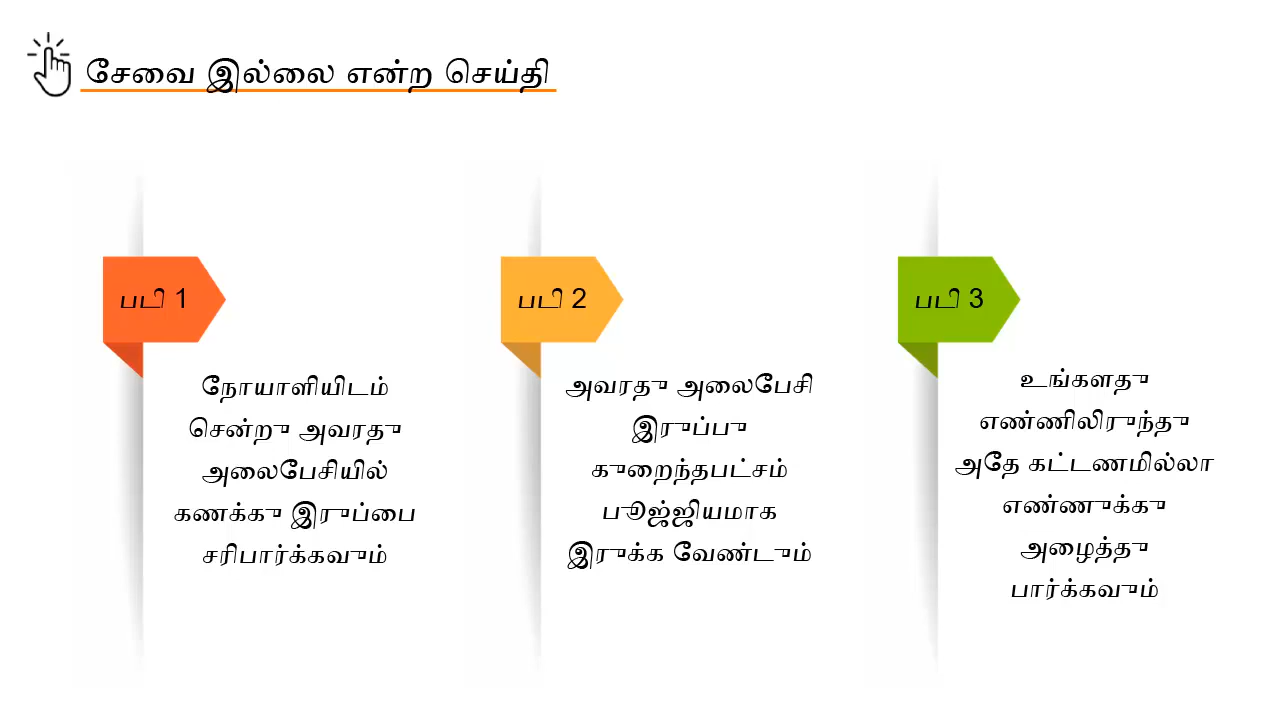 சேவை இல்லை என்ற செய்தி
படி 1
நோயாளியிடம்
சென்று அவரது
அலைபேசியில்
கணக்கு இருப்பை
சரிபார்க்கவும்
படி 2
அவரது அலைபேசி
இருப்பு
குறைந்தபட்சம்
பூஜ்ஜியமாக
இருக்க வேண்டும்
படி 3
உங்களது
எண்ணிலிருந்து
அதே கட்டணமில்லா
எண்ணுக்கு
அழைத்து
பார்க்கவும்